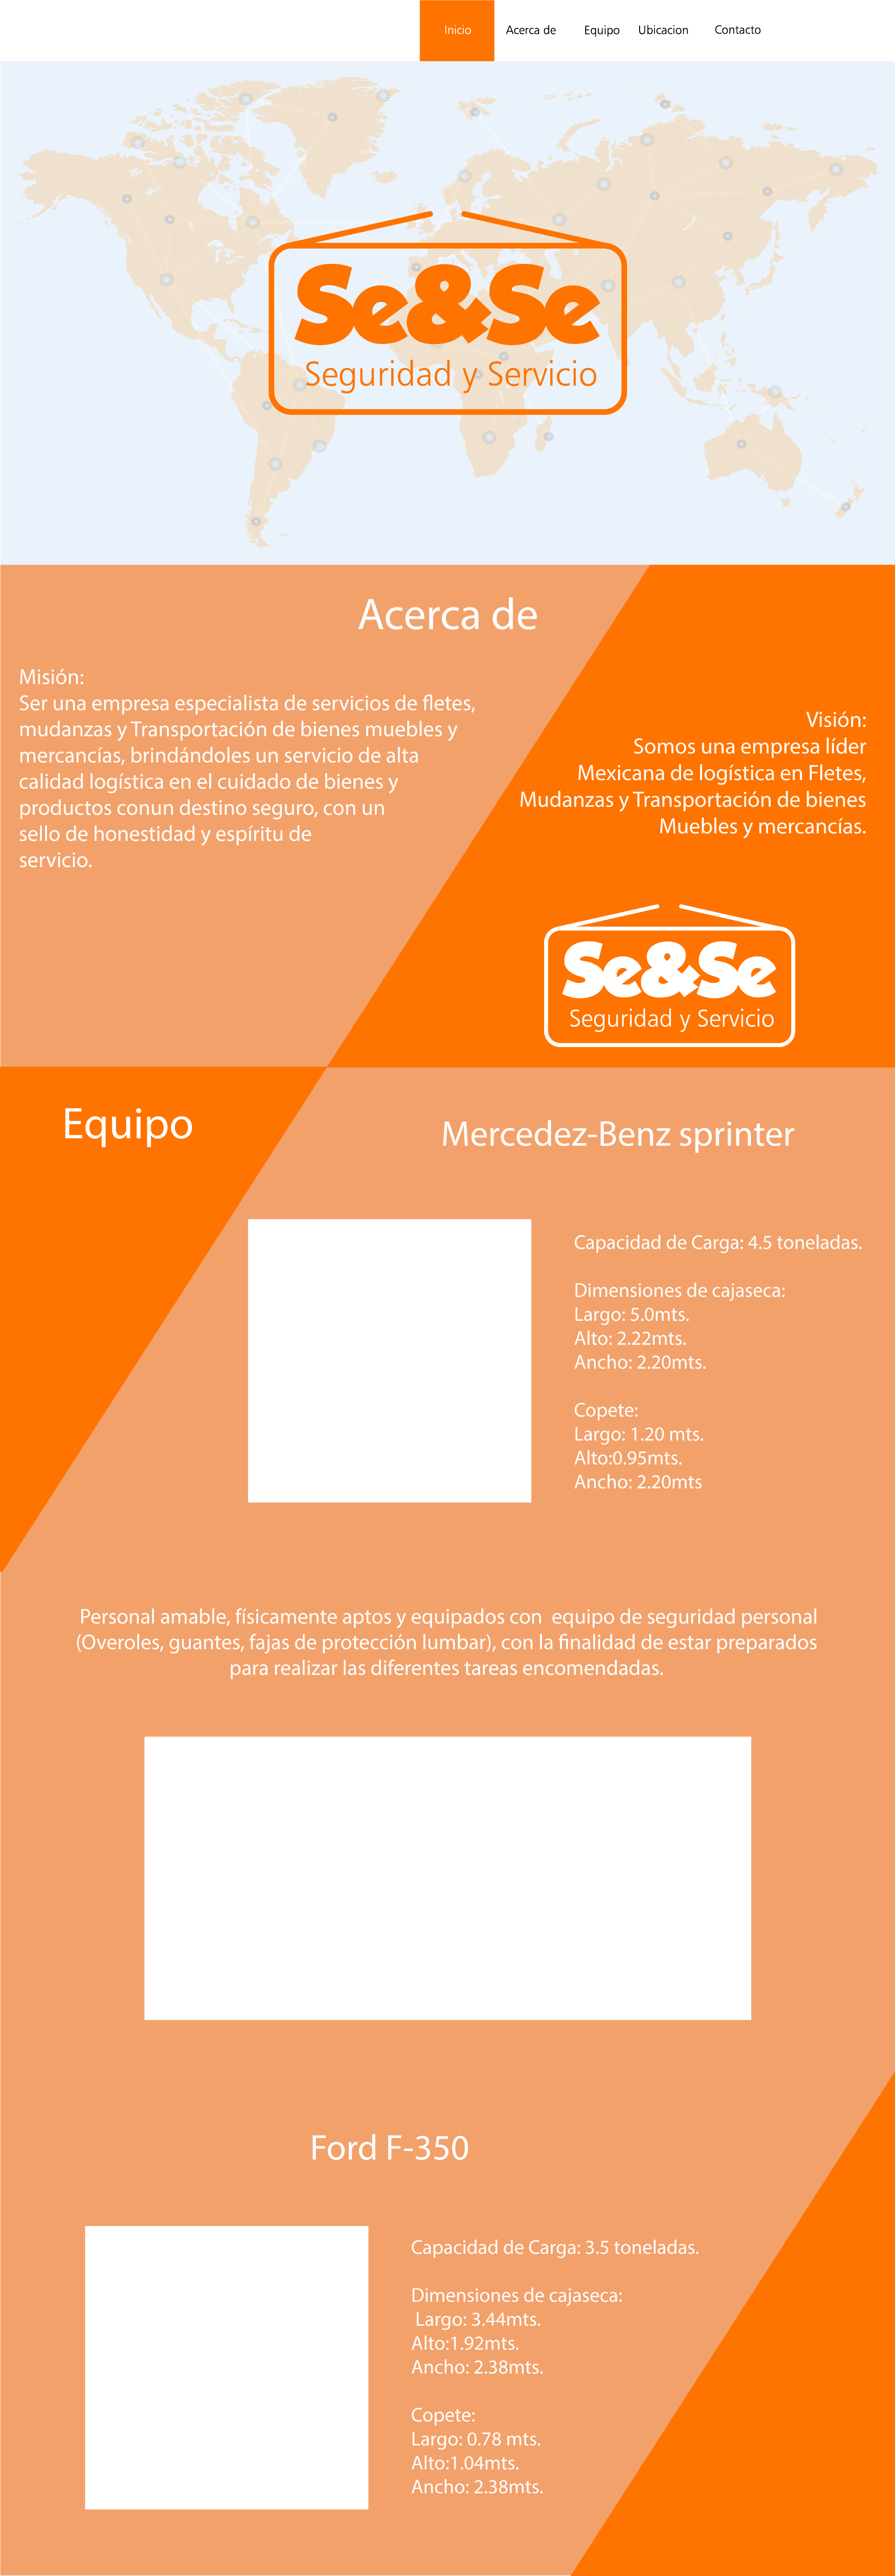 Inicio Acerca de Equipo Ubicacion Contacto
Se&Se
Seguridad y Servicio
Acerca de
Misión:
Ser una empresa especialista de servicios de fletes,
mudanzas y Transportación de bienes muebles y
mercancías, brindándoles un servicio de alta
calidad logística en el cuidado de bienes y
productos conun destino seguro, con un
sello de honestidad y espíritu de
servicio.
Visión:
Somos una empresa líder
Mexicana de logística en Fletes,
Mudanzas y Transportación de bienes
Muebles y mercancías.
Se&Se
Seguridad y Servicio
Equipo
Mercedez-Benz sprinter
Capacidad de Carga: 4.5 toneladas.
Dimensiones de cajaseca:
Largo: 5.0mts.
Alto: 2.22mts.
Ancho: 2.20mts.
Copete:
Largo: 1.20 mts.
Alto:0.95mts.
Ancho: 2.20mts
Personal amable, físicamente aptos y equipados con  equipo de seguridad personal
(Overoles, guantes, fajas de protección lumbar), con la finalidad de estar preparados
para realizar las diferentes tareas encomendadas.
Ford F-350
Capacidad de Carga: 3.5 toneladas.
Dimensiones de cajaseca:
Largo: 3.44mts.
Alto:1.92mts.
Ancho: 2.38mts.
Copete:
Largo: 0.78 mts.
Alto:1.04mts.
Ancho: 2.38mts.